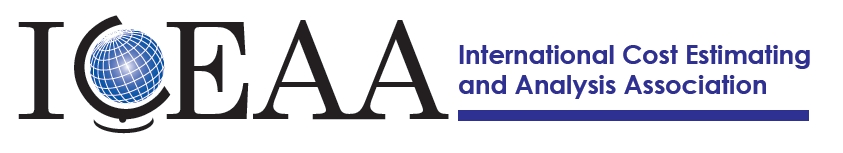 ICEAA
International Cost Estimating
and Analysis Association